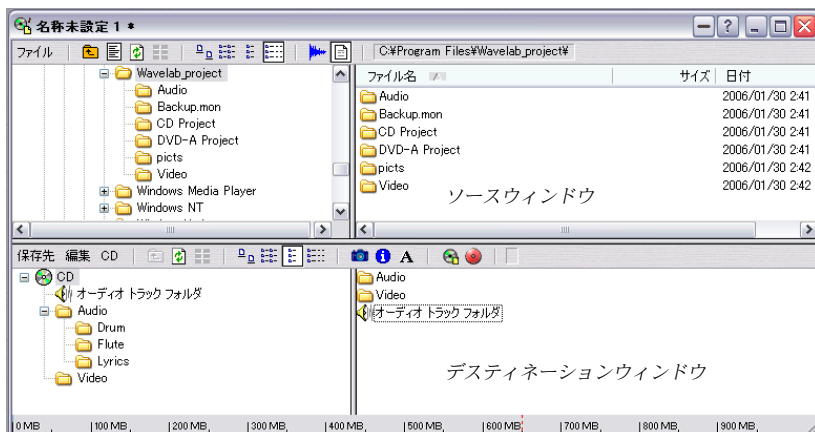 名称未設定 1 *
ファイル
C:¥Program Files¥Wavelab_project¥
Wavelab_project
Audio
Backup.mon
CD Project
DVD-A Project
picts
Video
Windows Media Player
Windows NT
ファイル名 サイズ 日付
Audio 2006/01/30 2:41
Backup.mon 2006/01/30 2:41
CD Project 2006/01/30 2:41
DVD-A Project 2006/01/30 2:41
picts 2006/01/30 2:42
Video 2006/01/30 2:42
ソースウィンドウ
保存先 編集 CD
CD
オーディオ トラック フォルダ
Audio
Drum
Flute
Lyrics
Video
Audio
Video
オーディオ トラック フォルダ
デスティネーションウィンドウ
0 MB 100 MB, 200 MB, 300 MB, 400 MB, 500 MB, 600 MB, 700 MB, 800 MB, 900 MB,